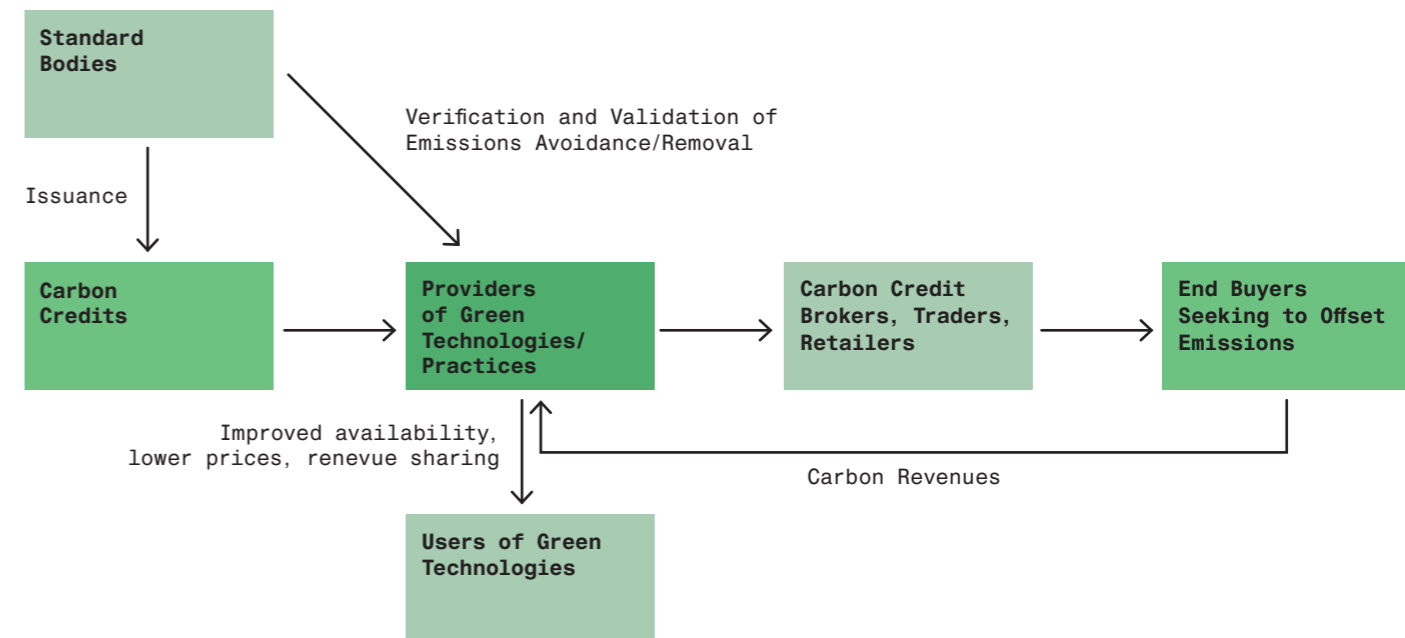 Standard
Bodies
Verification and Validation of
Emissions Avoidance/Removal
Issuance
Carbon
Credits
Providers
of Green
Technologies/
Practices
Carbon Credit
Brokers, Traders,
Retailers
End Buyers
Seeking to Offset
Emissions
Improved availability,
lower prices, renevue sharing
Carbon Revenues
Users of Green
Technologies